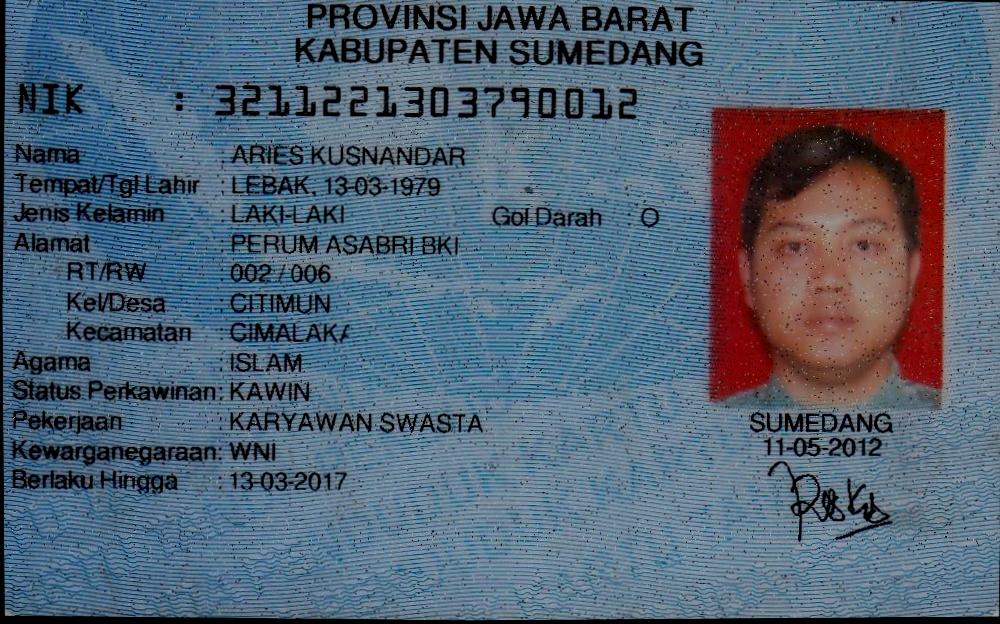 PROVINSI JAWA BARAT
KABUPATEN SUMEDANG
NIK : 3211221303790012
Nama : ARIES KUSNANDAR
Tempat/Tgl Lahir : LEBAK, 13-03-1979
Jenis Kelamin : LAKI-LAKI Gol Darah : O
Alamat : PERUM ASABRI BKI
RT/RW : 002 / 006
Kel/Desa : CITIMUN
Kecamatan : CIMALAKA
Agama : ISLAM
Status Perkawinan: KAWIN
Pekerjaan : KARYAWAN SWASTA
Kewarganegaraan: WNI
Berlaku Hingga : 13-03-2017
SUMEDANG
11-05-2012